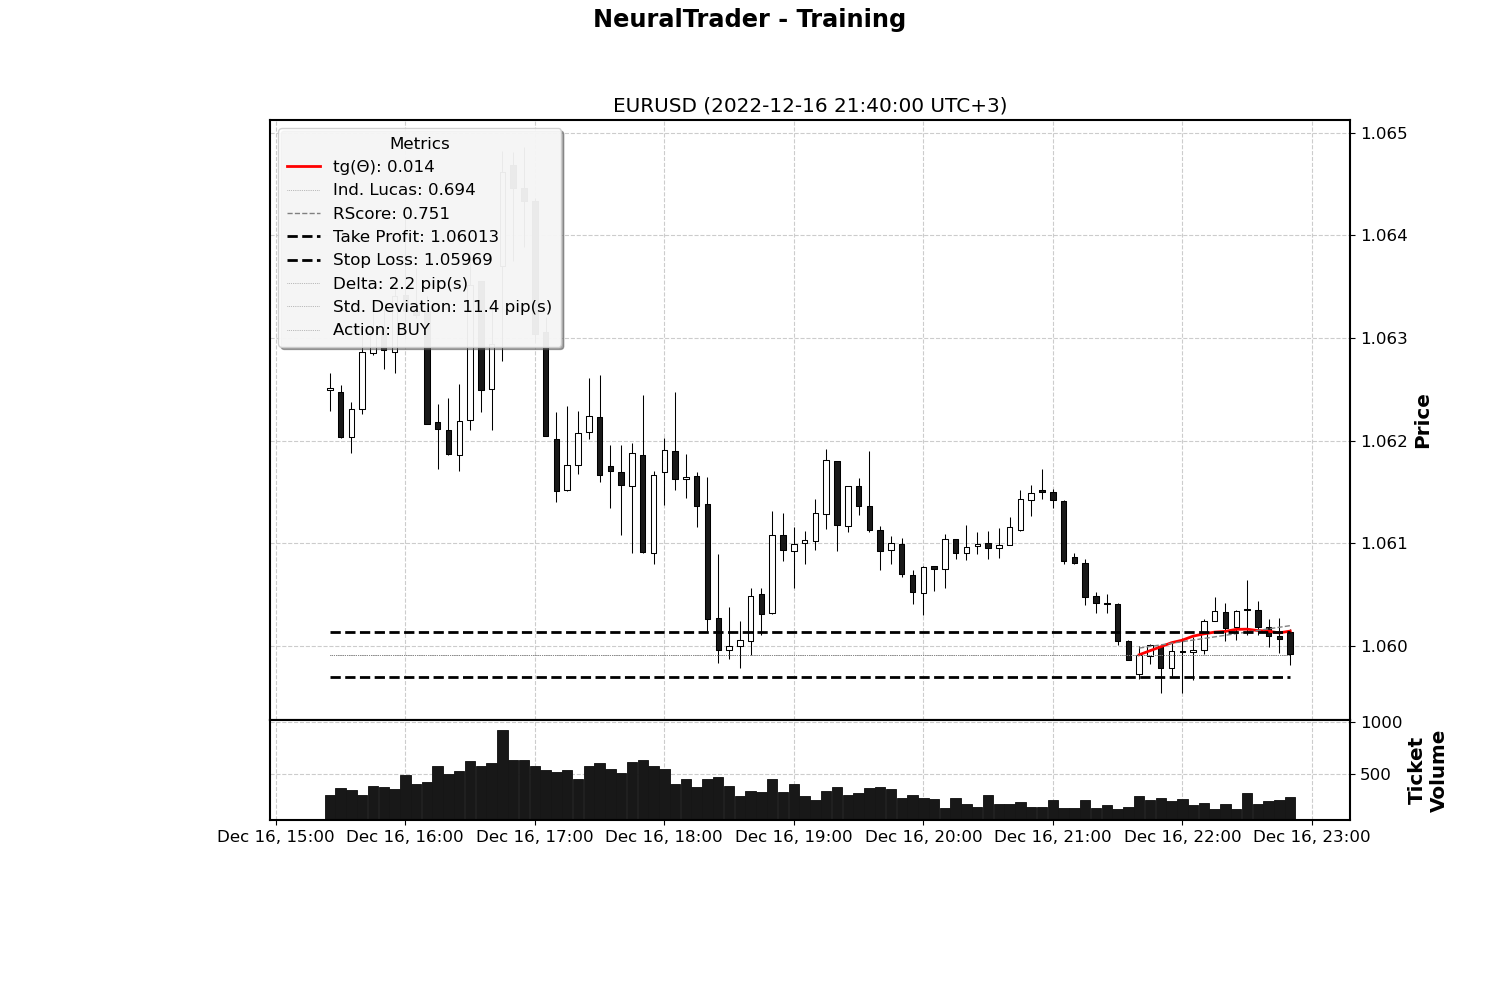 NeuralTrader - Training
EURUSD (2022-12-16 21:40:00 UTC+3)
Metrics
tg(Θ): 0.014
Ind. Lucas: 0.694
RScore: 0.751
Take Profit: 1.06013
Stop Loss: 1.05969
Delta: 2.2 pip(s)
Std. Deviation: 11.4 pip(s)
Action: BUY
1.065
1.064
1.063
1.062
1.061
1.060
Price
1000
500
Ticket
Volume
Dec 16, 15:00 Dec 16, 16:00 Dec 16, 17:00 Dec 16, 18:00 Dec 16, 19:00 Dec 16, 20:00 Dec 16, 21:00 Dec 16, 22:00 Dec 16, 23:00